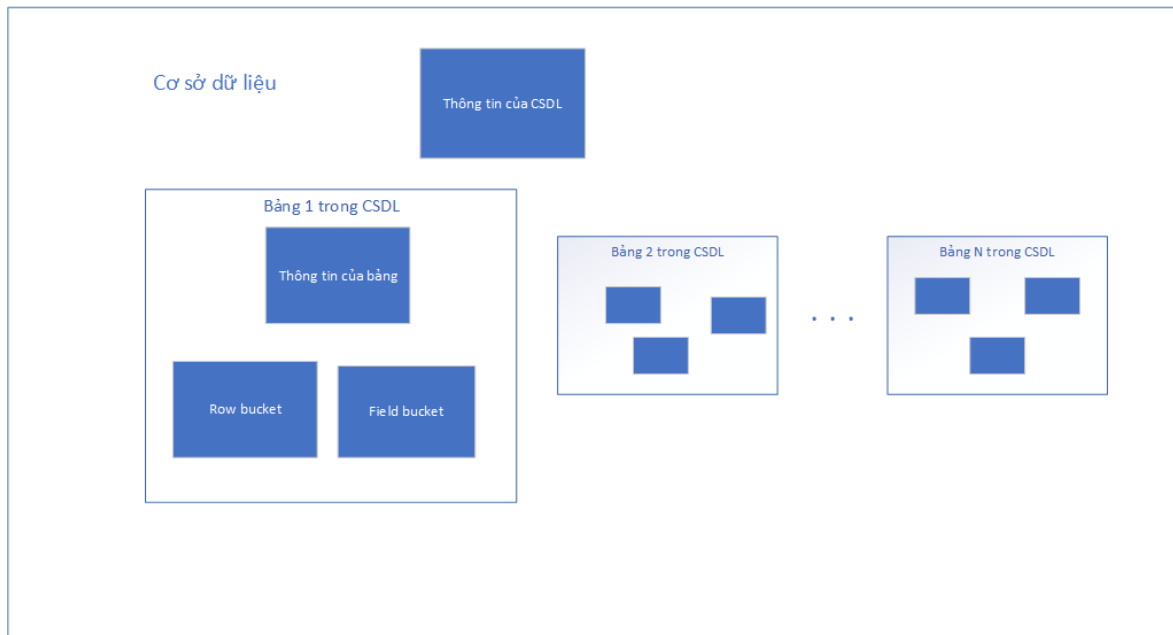 Cơ sở dữ liệu
Thông tin của CSDL
Bảng 1 trong CSDL
Thông tin của bảng
Row bucket
Field bucket
Bảng 2 trong CSDL
. . .
Bảng N trong CSDL